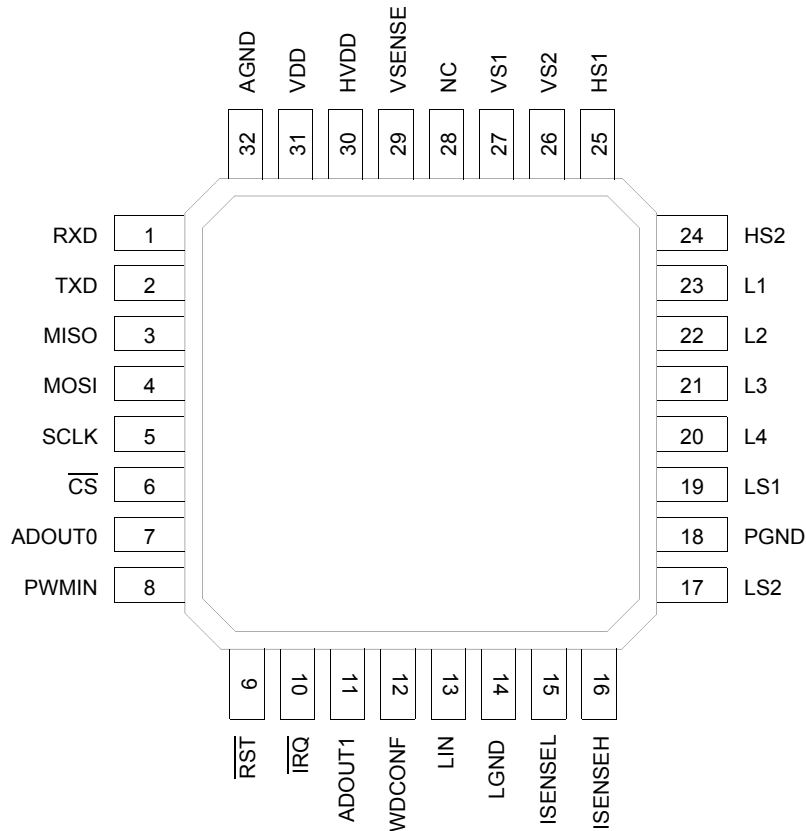 AGND VDD HVDD VSENSE NC VS1 VS2 HS1
32 31 30 29 28 27 26 25
RXD 1 24 HS2
TXD 2 23 L1
MISO 3 22 L2
MOSI 4 21 L3
SCLK 5 20 L4
C̅S̅ 6 19 LS1
ADOUT0 7 18 PGND
PWMIN 8 17 LS2
9 10 11 12 13 14 15 16
R̅S̅T̅ I̅R̅Q̅ ADOUT1 WDCONF LIN LGND ISENSEL ISENSEH